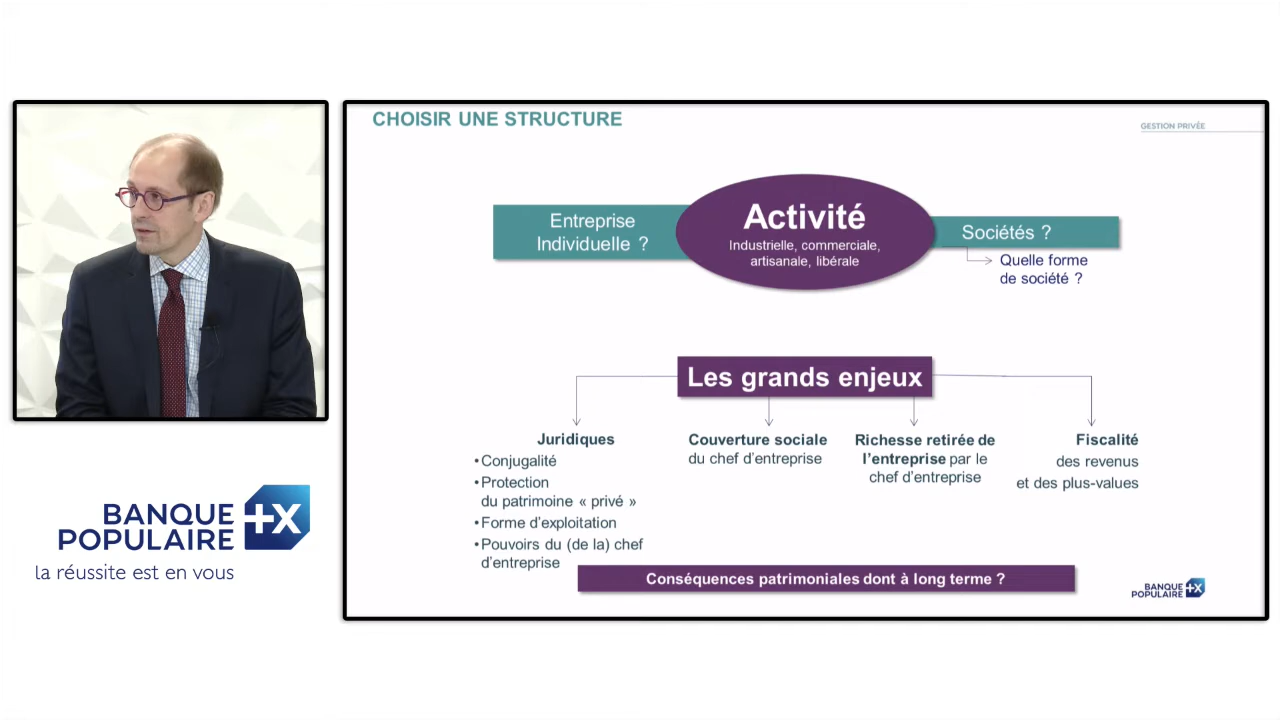 CHOISIR UNE STRUCTURE
GESTION PRIVÉE
Entreprise
Individuelle ?
Activité
Industrielle, commerciale,
artisanale, libérale
Sociétés ?
Quelle forme
de société ?
Les grands enjeux
Juridiques
•Conjugalité
•Protection
du patrimoine « privé »
•Forme d'exploitation
•Pouvoirs du (de la) chef
d'entreprise
Couverture sociale
du chef d'entreprise
Richesse retirée de
l'entreprise par le
chef d'entreprise
Fiscalité
des revenus
et des plus-values
Conséquences patrimoniales dont à long terme ?
BANQUE
POPULAIRE
+X
BANQUE
POPULAIRE
+X
la réussite est en vous